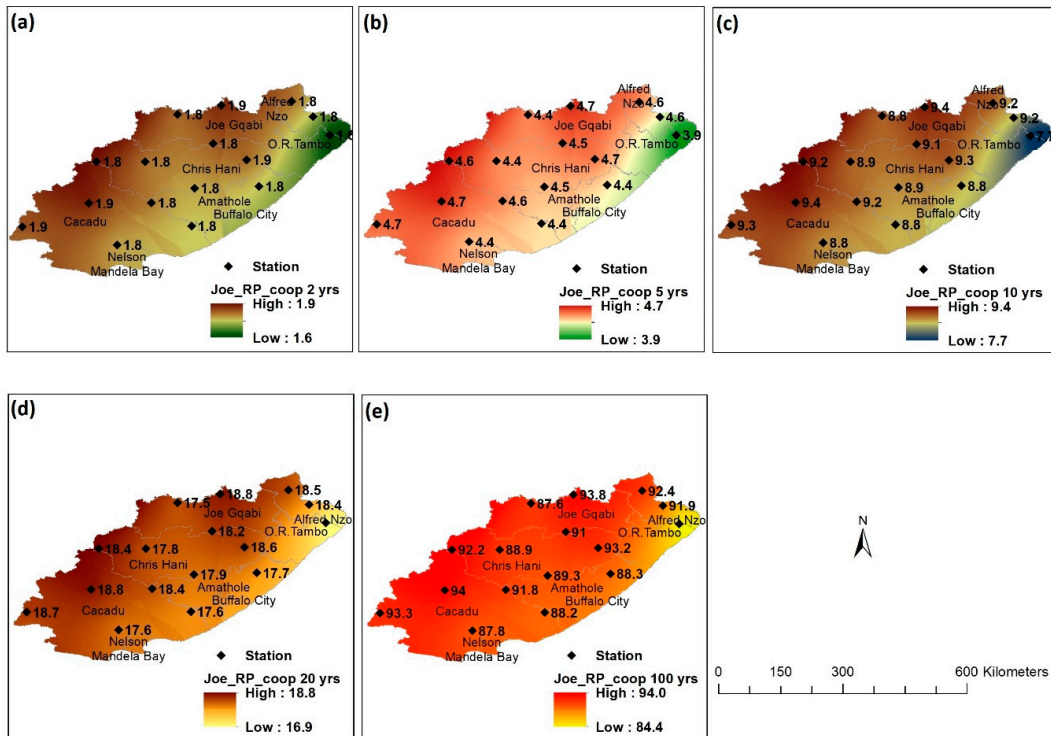 (a)
1.9
1.8
Alfred
Nzo
1.8
1.8
Joe Gqabi
1.8
1.6
O.R.Tambo
1.8
1.8
1.9
Chris Hani
1.8
1.8
1.9
1.8
Amathole
Buffalo City
Cacadu
1.9
1.8
1.8
Nelson
Mandela Bay
Station
Joe_RP_coop 2 yrs
High : 1.9
Low : 1.6
(b)
4.7
4.4
Alfred
Nzo
4.6
4.6
Joe Gqabi
4.5
3.9
O.R.Tambo
4.6
4.4
4.7
Chris Hani
4.5
4.4
4.7
4.6
Amathole
Buffalo City
Cacadu
4.7
4.4
4.4
Nelson
Mandela Bay
Station
Joe_RP_coop 5 yrs
High : 4.7
Low : 3.9
(c)
9.4
8.8
Alfred
Nzo
9.2
9.2
Joe Gqabi
9.1
7.7
O.R.Tambo
9.2
8.9
9.3
Chris Hani
8.9
8.8
9.4
9.2
Amathole
Buffalo City
Cacadu
9.3
8.8
8.8
Nelson
Mandela Bay
Station
Joe_RP_coop 10 yrs
High : 9.4
Low : 7.7
(d)
18.8
17.5
18.5
18.4
Joe Gqabi
Alfred Nzo
18.2
O.R.Tambo
18.4
17.8
18.6
Chris Hani
17.9
17.7
18.8
18.4
Amathole
Buffalo City
Cacadu
18.7
17.6
17.6
Nelson
Mandela Bay
Station
Joe_RP_coop 20 yrs
High : 18.8
Low : 16.9
(e)
93.8
87.6
92.4
91.9
Joe Gqabi
Alfred Nzo
91
O.R.Tambo
92.2
88.9
93.2
Chris Hani
89.3
88.3
94
91.8
Amathole
Buffalo City
Cacadu
93.3
88.2
87.8
Nelson
Mandela Bay
Station
Joe_RP_coop 100 yrs
High : 94.0
Low : 84.4
N
0 150 300 600 Kilometers